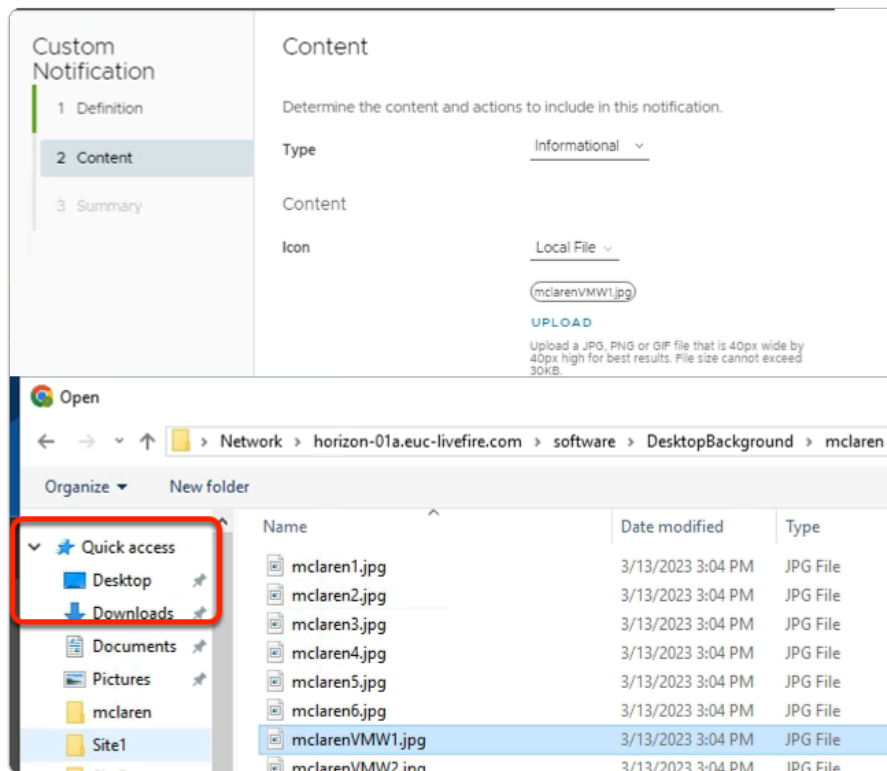 Custom
Notification
1 Definition
2 Content
3 Summary
Content
Determine the content and actions to include in this notification.
Type
Informational
Content
Icon
Local File
mclarenVMW1.jpg
UPLOAD
Upload a JPG, PNG or GIF file that is 40px wide by
40px high for best results. File size cannot exceed
30KB.
Open
Network > horizon-01a.euc-livefire.com > software > DesktopBackground > mclaren
Organize
New folder
Quick access
Desktop
Downloads
Documents
Pictures
mclaren
Site1
Name Date modified Type
mclaren1.jpg 3/13/2023 3:04 PM JPG File
mclaren2.jpg 3/13/2023 3:04 PM JPG File
mclaren3.jpg 3/13/2023 3:04 PM JPG File
mclaren4.jpg 3/13/2023 3:04 PM JPG File
mclaren5.jpg 3/13/2023 3:04 PM JPG File
mclaren6.jpg 3/13/2023 3:04 PM JPG File
mclarenVMW1.jpg 3/13/2023 3:04 PM JPG File
mclarenVMW2.jpg 3/13/2023 3:04 PM JPG File